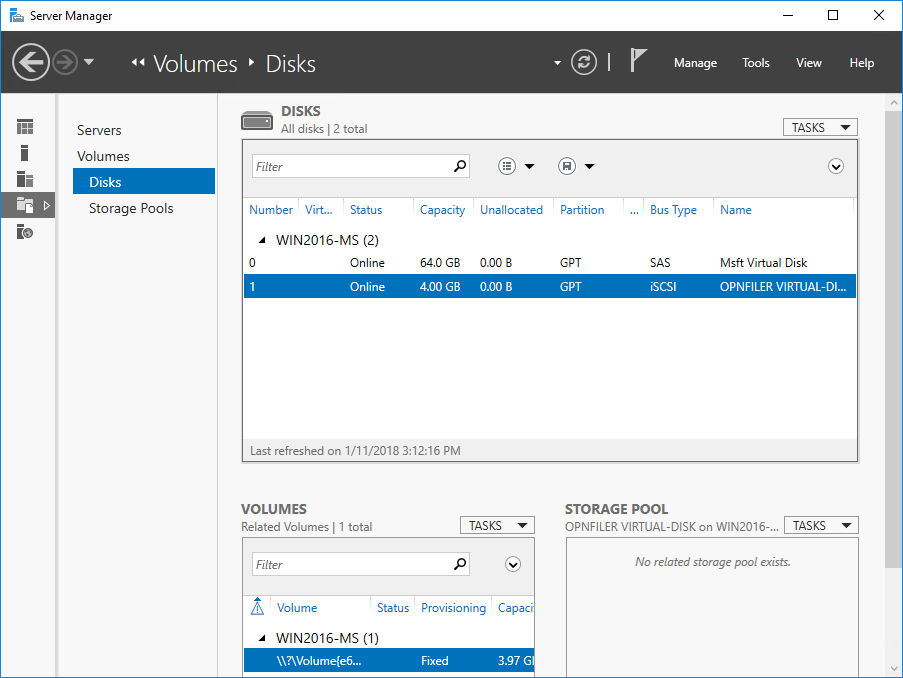 Server Manager
Volumes Disks
Manage Tools View Help
Servers
Volumes
Disks
Storage Pools
DISKS
All disks | 2 total
TASKS
Filter
Number Virt... Status Capacity Unallocated Partition ... Bus Type Name
WIN2016-MS (2)
0 Online 64.0 GB 0.00 B GPT SAS Msft Virtual Disk
1 Online 4.00 GB 0.00 B GPT iSCSI OPNFILER VIRTUAL-DI...
Last refreshed on 1/11/2018 3:12:16 PM
VOLUMES
Related Volumes | 1 total
TASKS
Filter
Volume Status Provisioning Capaci
WIN2016-MS (1)
\\?\Volume{e6... Fixed 3.97 GI
STORAGE POOL
OPNFILER VIRTUAL-DISK on WIN2016-...
TASKS
No related storage pool exists.